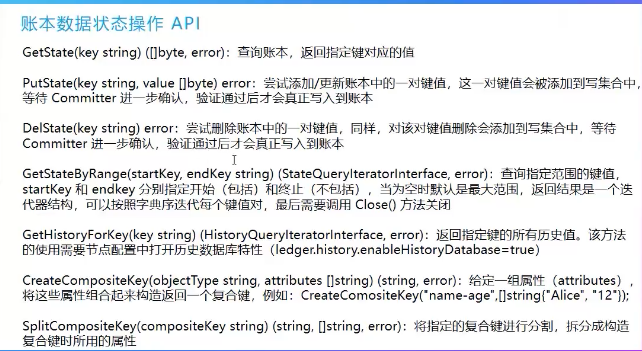 账本数据状态操作 API
GetState(key string) ([]byte, error)：查询账本，返回指定键对应的值
PutState(key string, value []byte) error：尝试添加/更新账本中的一对键值，这一对键值会被添加到写集合中，
等待 Committer 进一步确认，验证通过后才会真正写入到账本
DelState(key string) error：尝试删除账本中的一对键值，同样，对该对键值删除会添加到写集合中，等待
Committer 进一步确认，验证通过后才会真正写入到账本
GetStateByRange(startKey, endKey string) (StateQueryIteratorInterface, error)：查询指定范围的键值，
startKey 和 endkey 分别指定开始（包括）和终止（不包括），当为空时默认是最大范围，返回结果是一个迭
代器结构，可以按照字典序迭代每个键值对，最后需要调用 Close() 方法关闭
GetHistoryForKey(key string) (HistoryQueryIteratorInterface, error)：返回指定键的所有历史值。该方法
的使用需要节点配置中打开历史数据库特性（ledger.history.enableHistoryDatabase=true）
CreateCompositeKey(objectType string, attributes []string) (string, error)：给定一组属性（attributes），
将这些属性组合起来构造返回一个复合键，例如：CreateComositeKey("name-age",[]string{"Alice", "12"});
SplitCompositeKey(compositeKey string) (string, []string, error)：将指定的复合键进行分割，拆分成构造
复合键时所用的属性